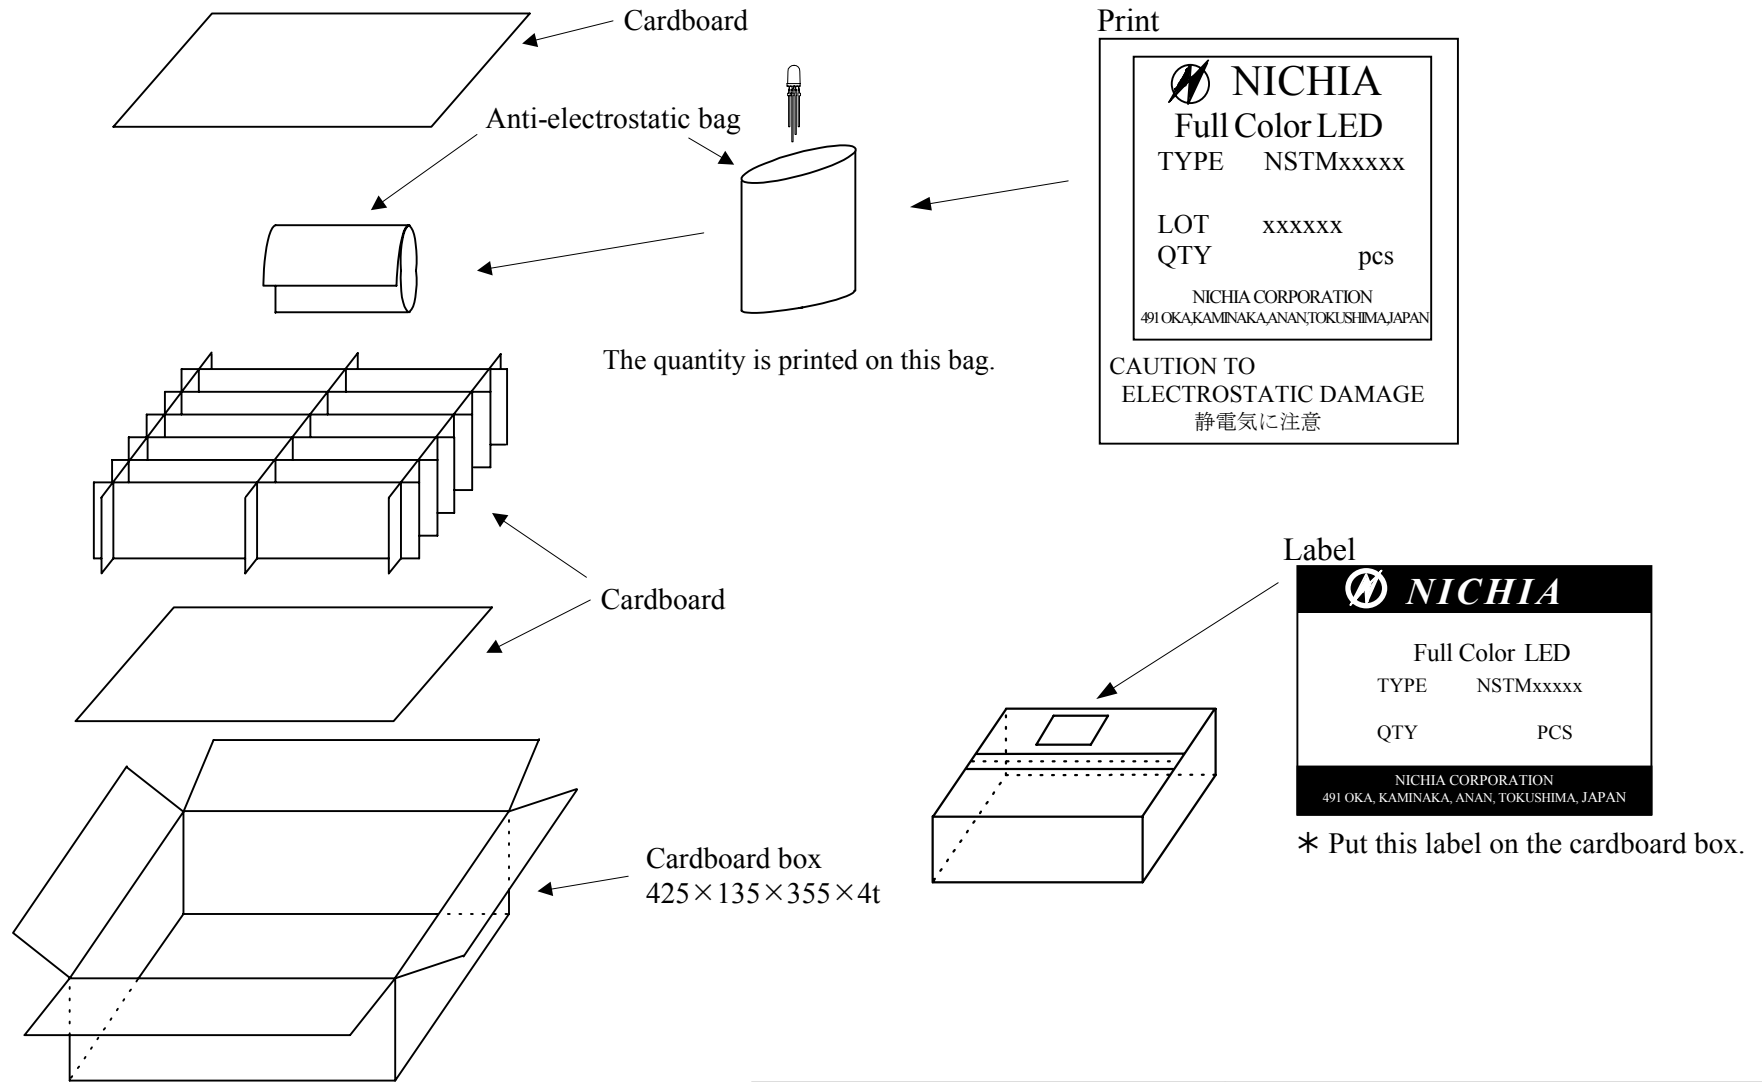 Cardboard
Print
NICHIA
Full Color LED
TYPE NSTMxxxxx
LOT xxxxxx
QTY pcs
NICHIA CORPORATION
491 OKA,KAMINAKA,ANAN,TOKUSHIMA,JAPAN
CAUTION TO
ELECTROSTATIC DAMAGE
静電気に注意
Anti-electrostatic bag
The quantity is printed on this bag.
Cardboard
Label
NICHIA
Full Color LED
TYPE NSTMxxxxx
QTY PCS
NICHIA CORPORATION
491 OKA, KAMINAKA, ANAN, TOKUSHIMA, JAPAN
＊ Put this label on the cardboard box.
Cardboard box
425×135×355×4t